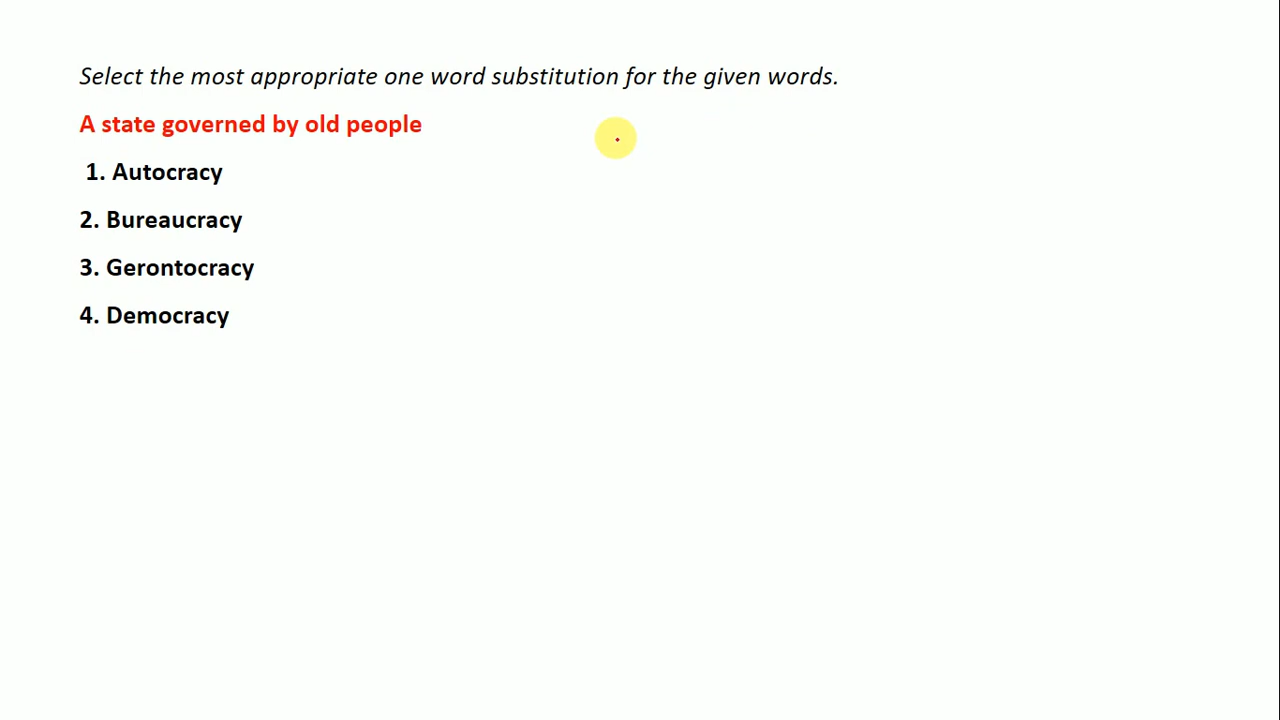 Select the most appropriate one word substitution for the given words.
A state governed by old people
1. Autocracy
2. Bureaucracy
3. Gerontocracy
4. Democracy